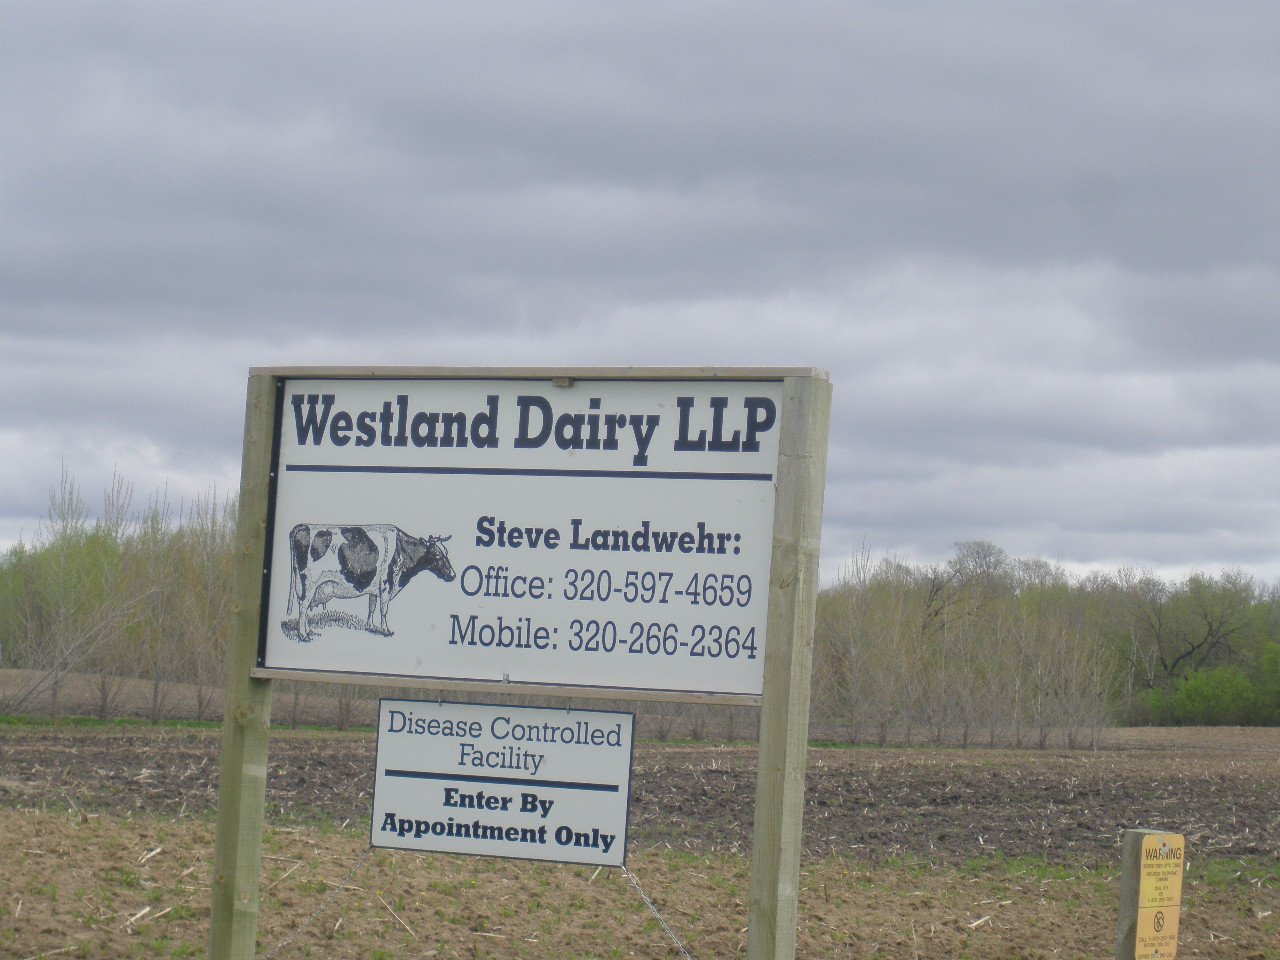 Westland Dairy LLP
Steve Landwehr:
Office: 320-597-4659
Mobile: 320-266-2364
Disease Controlled
Facility
Enter By
Appointment Only
WARNING